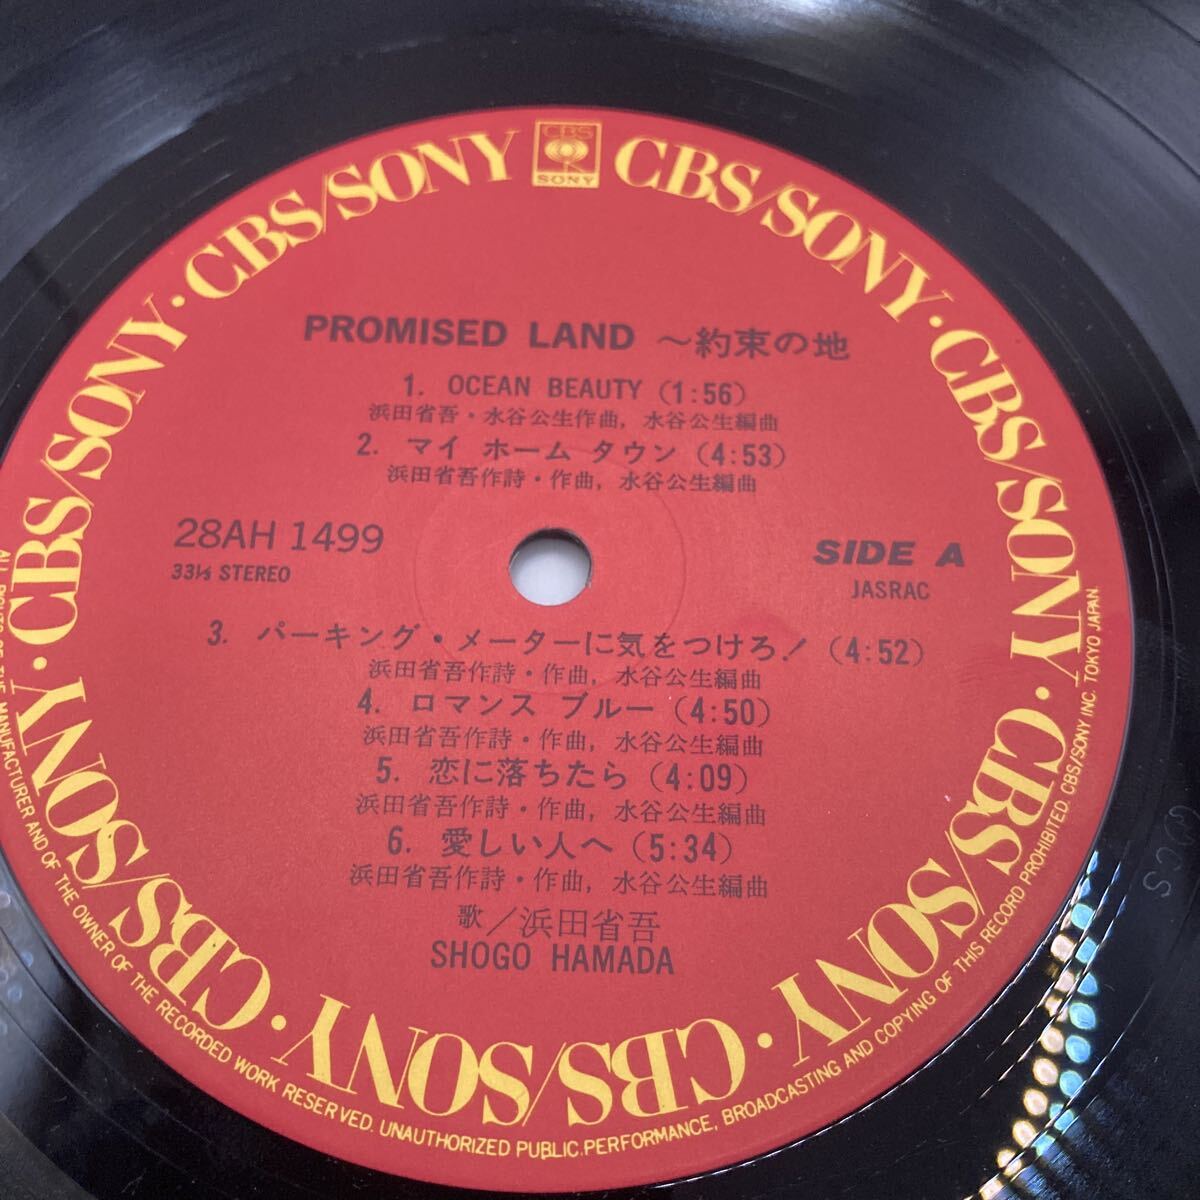 CBS
SONY
CBS/SONY · CBS/SONY · CBS/SONY · CBS/SONY · CBS/SONY · CBS/SONY · CBS/SONY · CBS/SONY · CBS/SONY
PROMISED LAND ～約束の地
1. OCEAN BEAUTY (1:56)
浜田省吾・水谷公生作曲, 水谷公生編曲
2. マイ ホーム タウン (4:53)
浜田省吾作詩・作曲, 水谷公生編曲
28AH 1499
33⅓ STEREO
SIDE A
JASRAC
3. パーキング・メーターに気をつけろ! (4:52)
浜田省吾作詩・作曲, 水谷公生編曲
4. ロマンス ブルー (4:50)
浜田省吾作詩・作曲, 水谷公生編曲
5. 恋に落ちたら (4:09)
浜田省吾作詩・作曲, 水谷公生編曲
6. 愛しい人へ (5:34)
浜田省吾作詩・作曲, 水谷公生編曲
歌／浜田省吾
SHOGO HAMADA
ALL RIGHTS OF THE MANUFACTURER AND OF THE OWNER OF THE RECORDED WORK RESERVED. UNAUTHORIZED PUBLIC PERFORMANCE, BROADCASTING AND COPYING OF THIS RECORD PROHIBITED. CBS/SONY INC. TOKYO JAPAN.